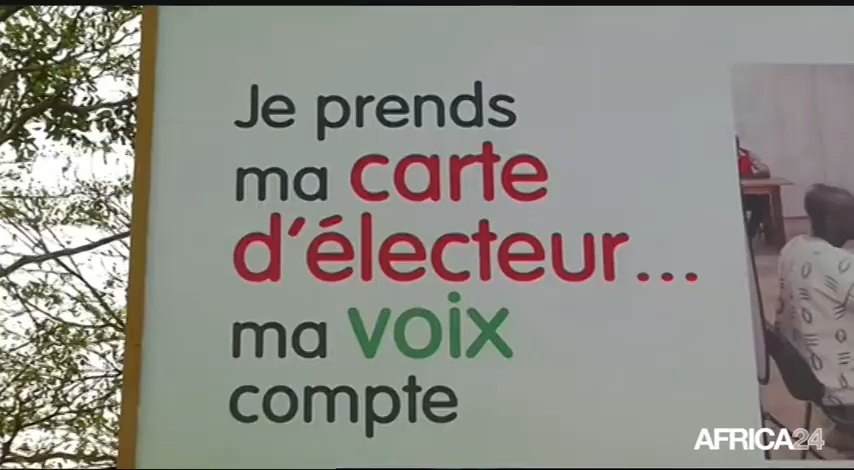 Je prends
ma carte
d'électeur...
ma voix
compte
AFRICA24